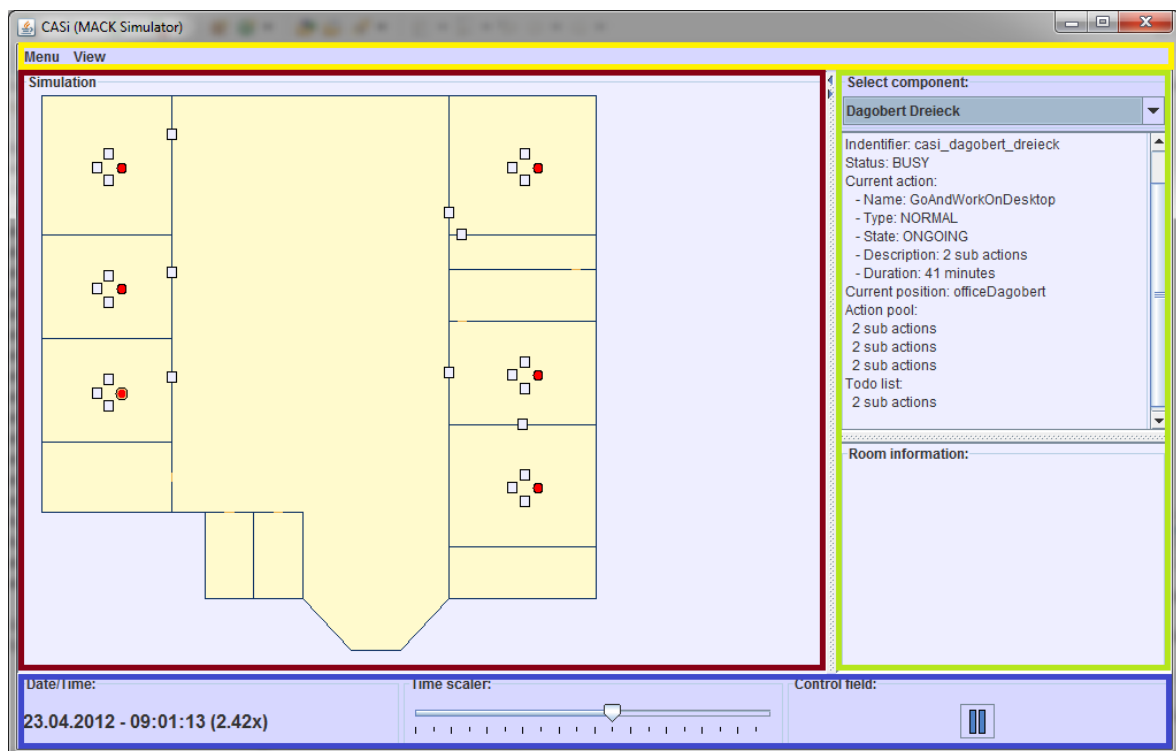 CASi (MACK Simulator)
Menu View
Simulation
Select component:
Dagobert Dreieck
Indentifier: casi_dagobert_dreieck
Status: BUSY
Current action:
- Name: GoAndWorkOnDesktop
- Type: NORMAL
- State: ONGOING
- Description: 2 sub actions
- Duration: 41 minutes
Current position: officeDagobert
Action pool:
2 sub actions
2 sub actions
2 sub actions
Todo list:
2 sub actions
Room information:
Date/Time:
23.04.2012 - 09:01:13 (2.42x)
Time scaler:
Control field: